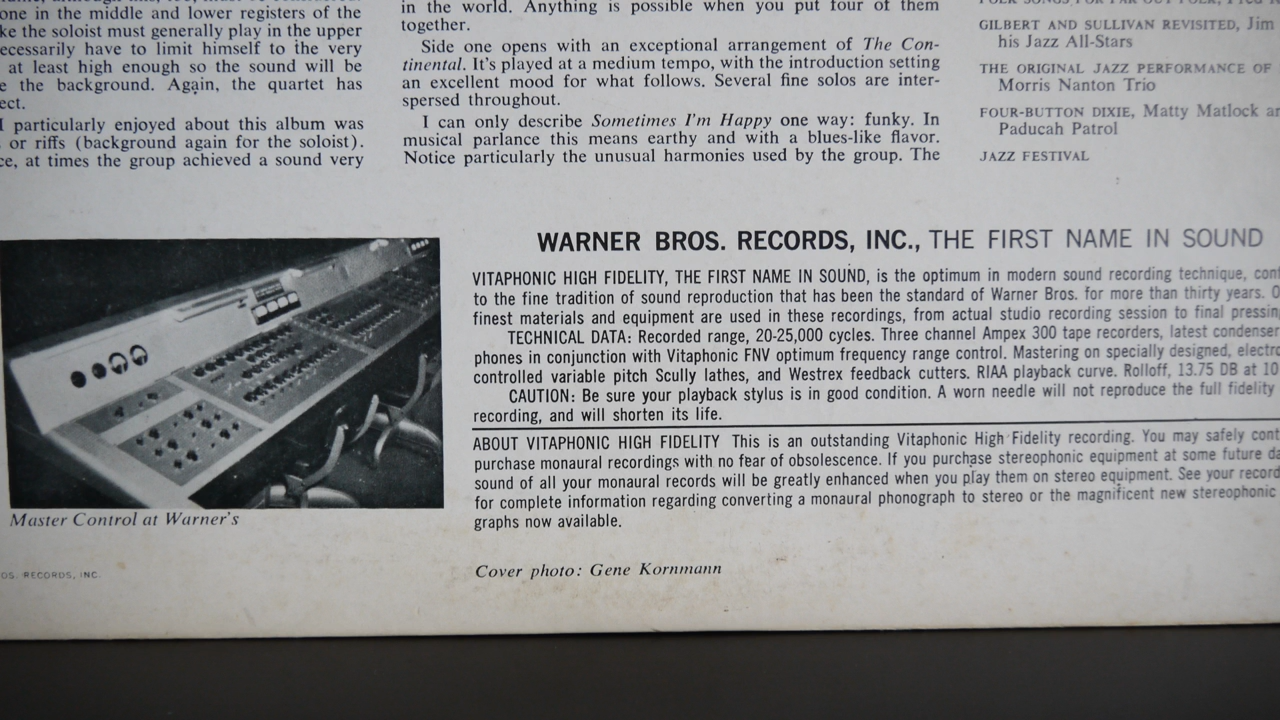 one in the middle and lower registers of the
ke the soloist must generally play in the upper
ecessarily have to limit himself to the very
at least high enough so the sound will be
e the background. Again, the quartet has
ect.
I particularly enjoyed about this album was
or riffs (background again for the soloist).
ce, at times the group achieved a sound very
in the world. Anything is possible when you put four of them
together.
Side one opens with an exceptional arrangement of The Con-
tinental. It's played at a medium tempo, with the introduction setting
an excellent mood for what follows. Several fine solos are inter-
spersed throughout.
I can only describe Sometimes I'm Happy one way: funky. In
musical parlance this means earthy and with a blues-like flavor.
Notice particularly the unusual harmonies used by the group. The
GILBERT AND SULLIVAN REVISITED, Jim
his Jazz All-Stars
THE ORIGINAL JAZZ PERFORMANCE OF
Morris Nanton Trio
FOUR-BUTTON DIXIE, Matty Matlock a
Paducah Patrol
JAZZ FESTIVAL
Master Control at Warner's
OS. RECORDS, INC.
WARNER BROS. RECORDS, INC., THE FIRST NAME IN SOUND
VITAPHONIC HIGH FIDELITY, THE FIRST NAME IN SOUND, is the optimum in modern sound recording technique, con
to the fine tradition of sound reproduction that has been the standard of Warner Bros. for more than thirty years. O
finest materials and equipment are used in these recordings, from actual studio recording session to final pressin
TECHNICAL DATA: Recorded range, 20-25,000 cycles. Three channel Ampex 300 tape recorders, latest condenser
phones in conjunction with Vitaphonic FNV optimum frequency range control. Mastering on specially designed, electro
controlled variable pitch Scully lathes, and Westrex feedback cutters. RIAA playback curve. Rolloff, 13.75 DB at 10
CAUTION: Be sure your playback stylus is in good condition. A worn needle will not reproduce the full fidelity
recording, and will shorten its life.
ABOUT VITAPHONIC HIGH FIDELITY This is an outstanding Vitaphonic High Fidelity recording. You may safely cont
purchase monaural recordings with no fear of obsolescence. If you purchase stereophonic equipment at some future da
sound of all your monaural records will be greatly enhanced when you play them on stereo equipment. See your record
for complete information regarding converting a monaural phonograph to stereo or the magnificent new stereophonic
graphs now available.
Cover photo: Gene Kornmann